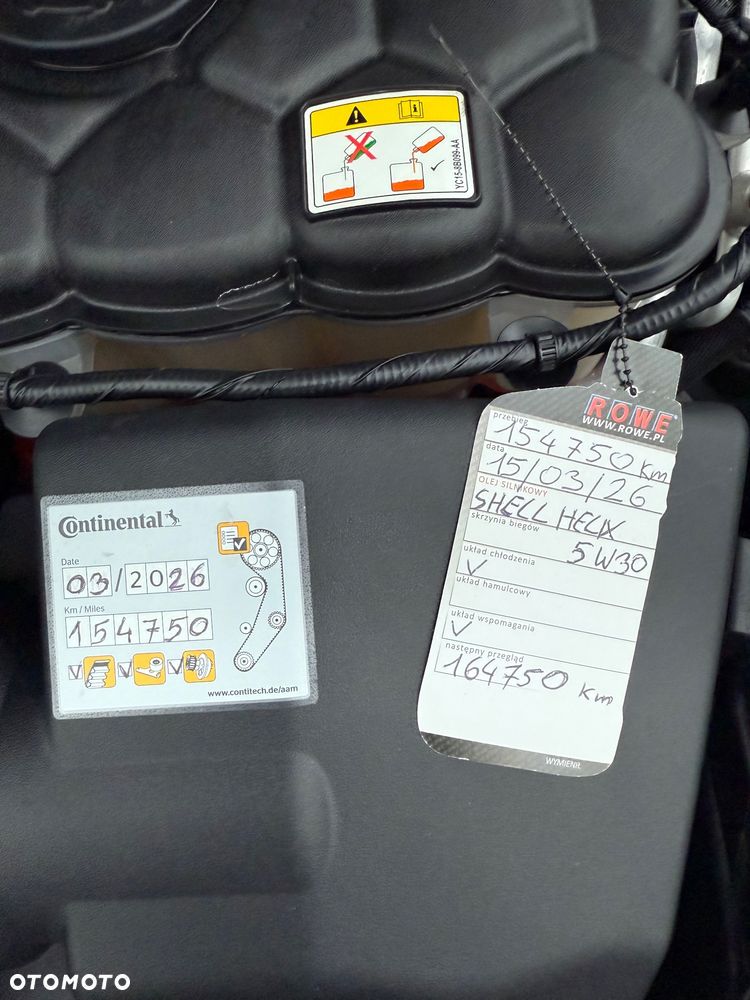 YC15-8B099-AA
ROWE
WWW.ROWE.PL
przebieg
154750 Km
data
15/03/26
OLEJ SILNIKOWY
SHELL HELIX
skrzynia biegów
5W30
układ chłodzenia
układ hamulcowy
układ wspomagania
następny przegląd
164750 Km
WYMIENIŁ
Continental
Date
03/2026
Km / Miles
154750
www.contitech.de/aam
OTOMOTO